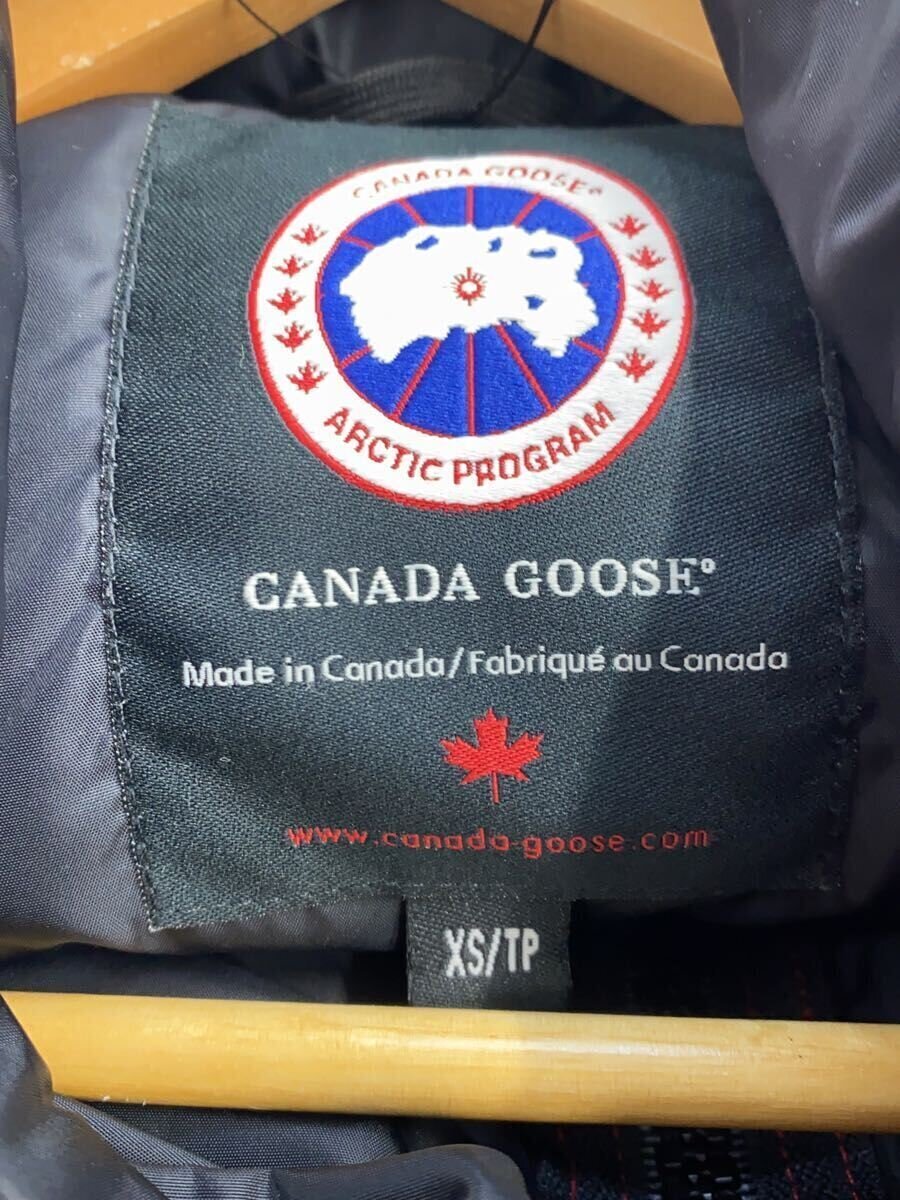 CANADA GOOSE®
ARCTIC PROGRAM
CANADA GOOSE®
Made in Canada/Fabriqué au Canada
www.canada-goose.com
XS/TP